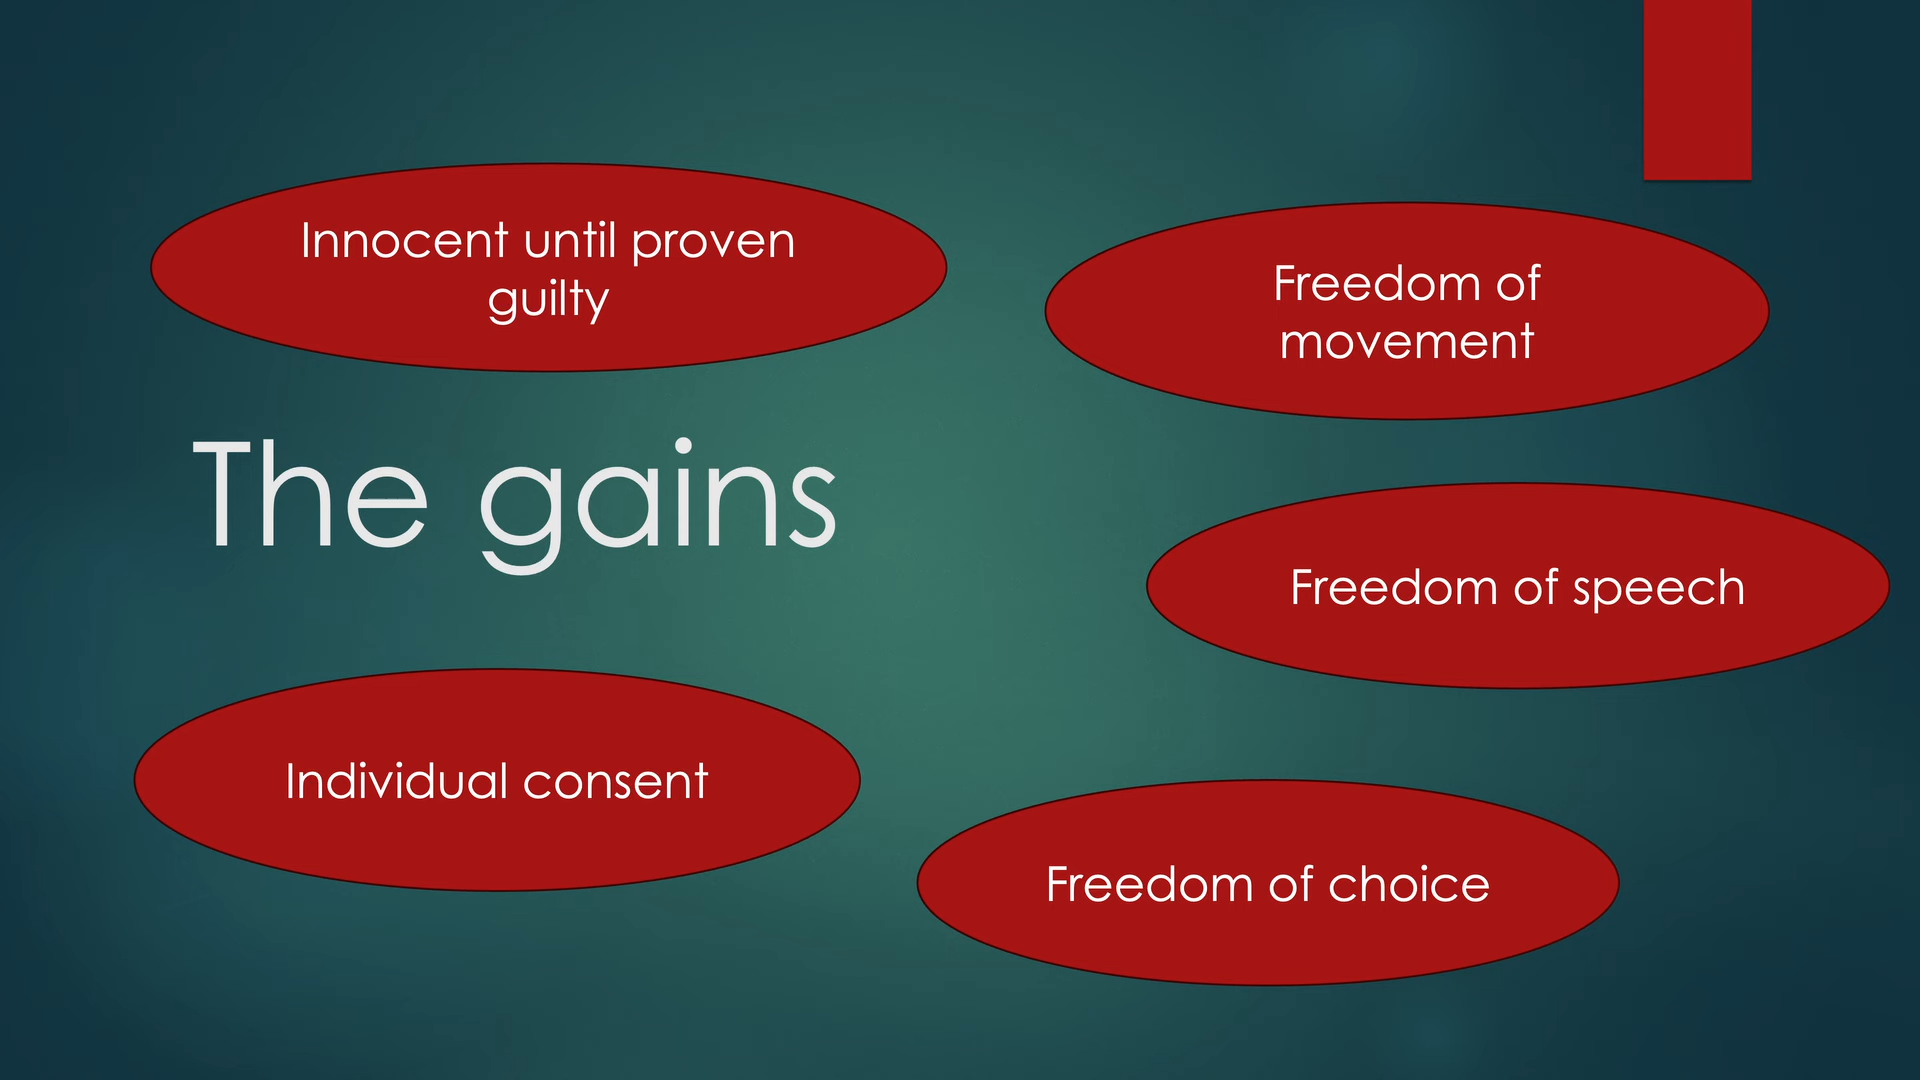 Innocent until proven
guilty
Freedom of
movement
The gains
Freedom of speech
Individual consent
Freedom of choice